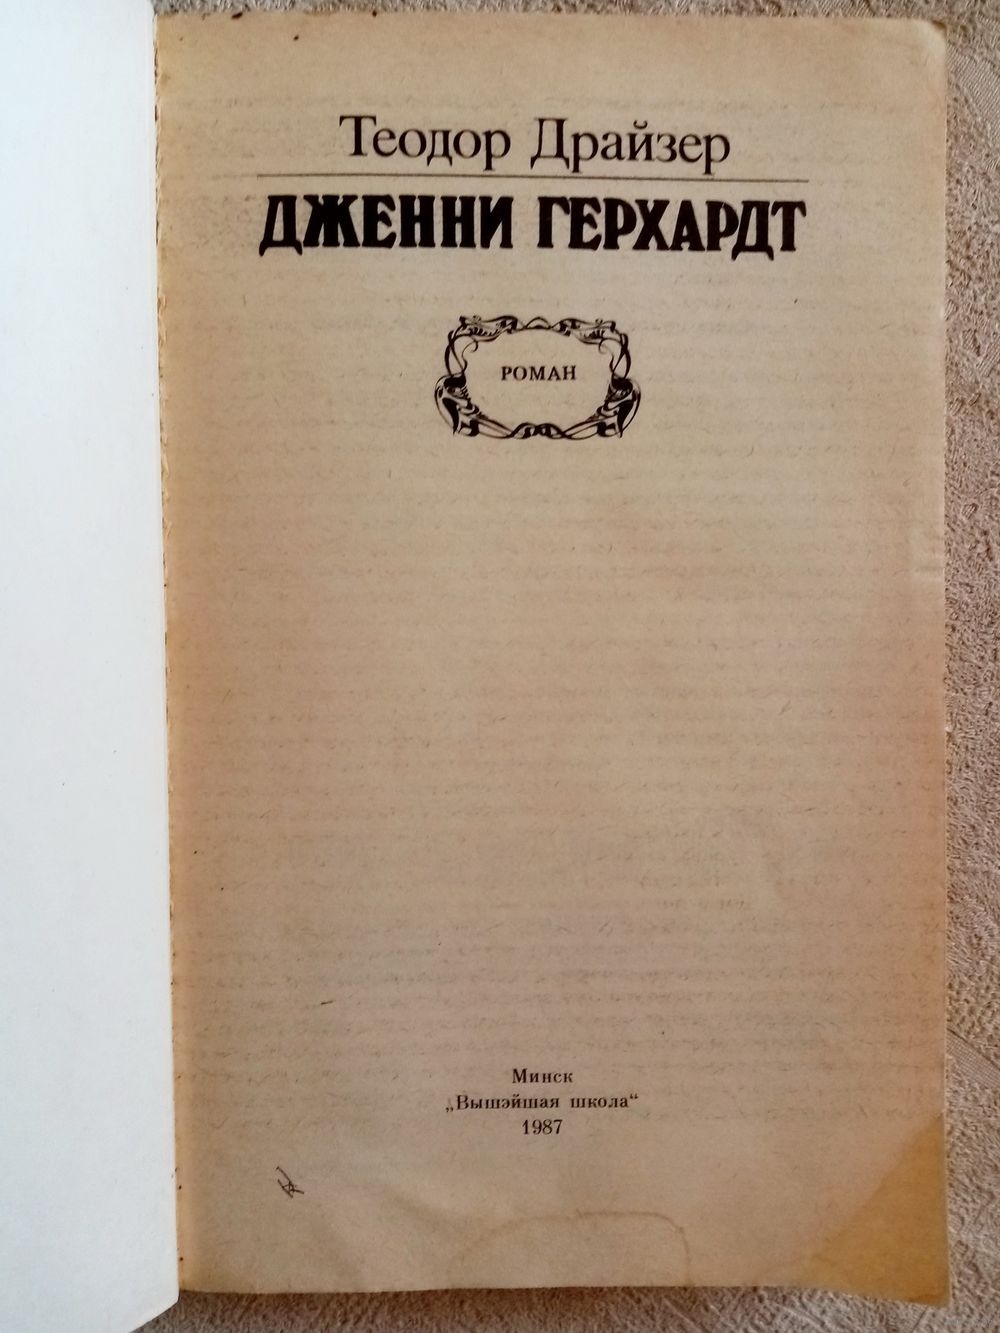 Теодор Драйзер
ДЖЕННИ ГЕРХАРДТ
РОМАН
Минск
„Вышэйшая школа“
1987